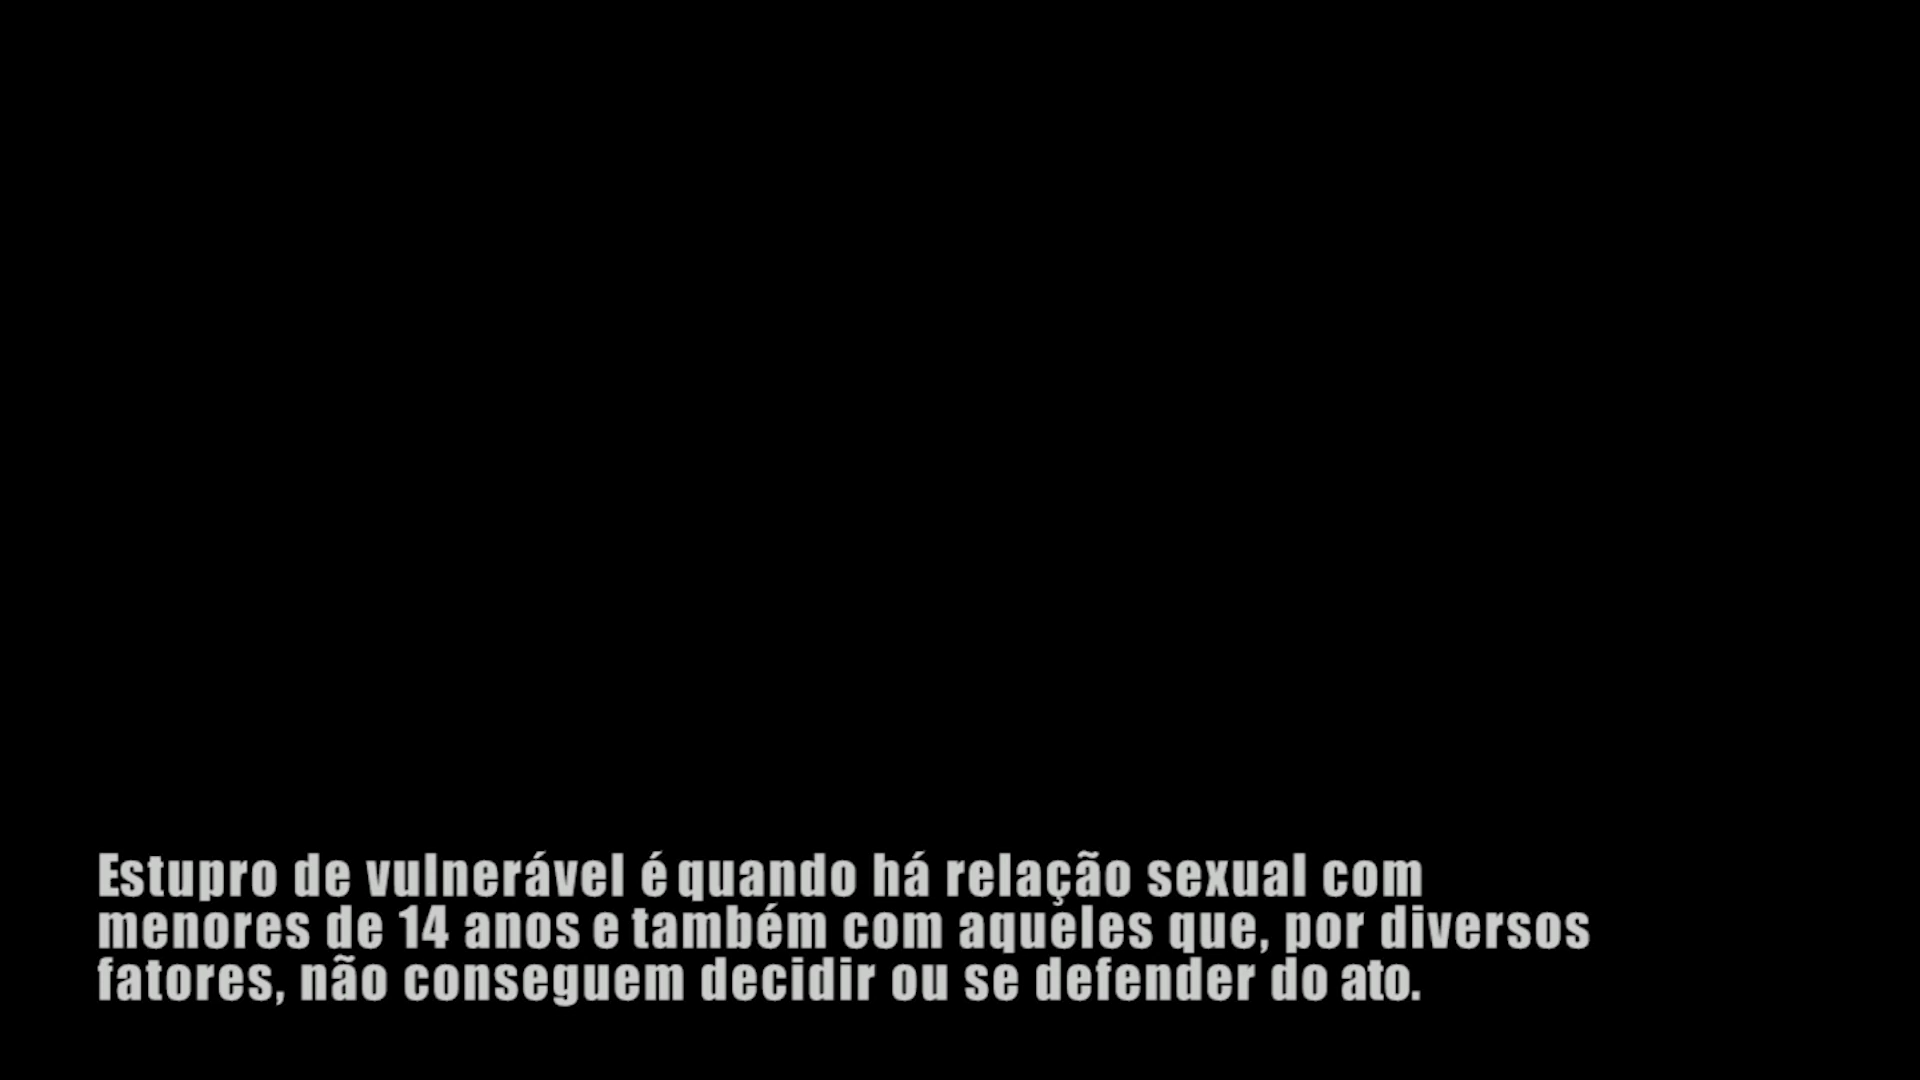 Estupro de vulnerável é quando há relação sexual com
menores de 14 anos e também com aqueles que, por diversos
fatores, não conseguem decidir ou se defender do ato.